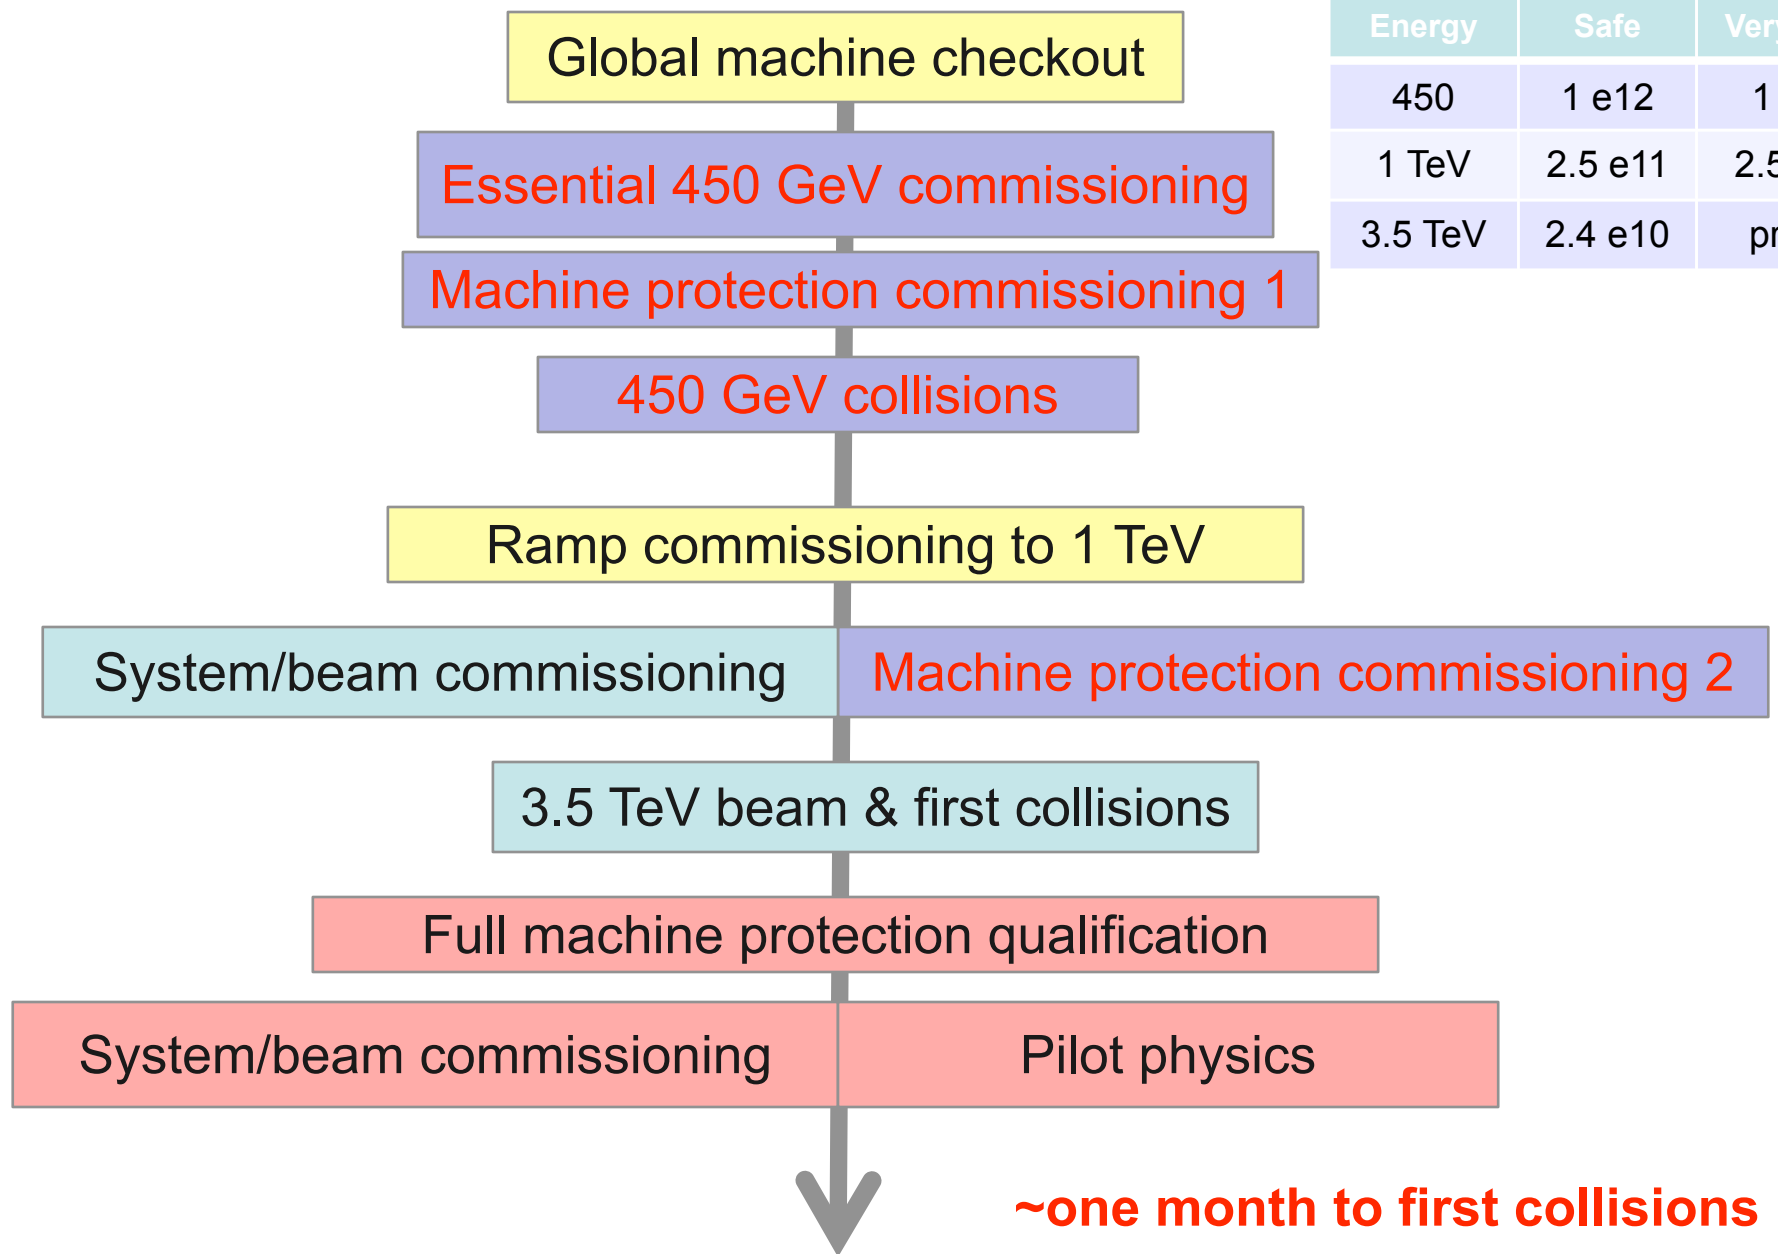 Global machine checkout
Energy Safe
450 1 e12 1
1 TeV 2.5 e11
3.5 TeV 2.4 e10
Essential 450 GeV commissioning
Machine protection commissioning 1
450 GeV collisions
Ramp commissioning to 1 TeV
System/beam commissioning
Machine protection commissioning 2
3.5 TeV beam & first collisions
Full machine protection qualification
System/beam commissioning
Pilot physics
~one month to first collisions